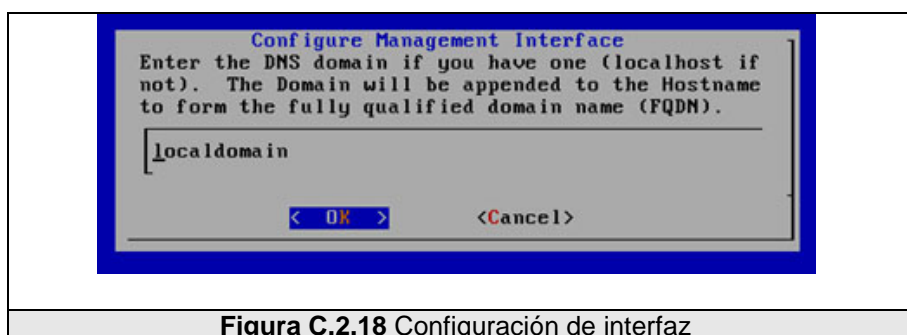 Configure Management Interface
Enter the DNS domain if you have one (localhost if
not). The Domain will be appended to the Hostname
to form the fully qualified domain name (FQDN).
localdomain
< OK > <Cancel>
Figura C.2.18 Configuración de interfaz